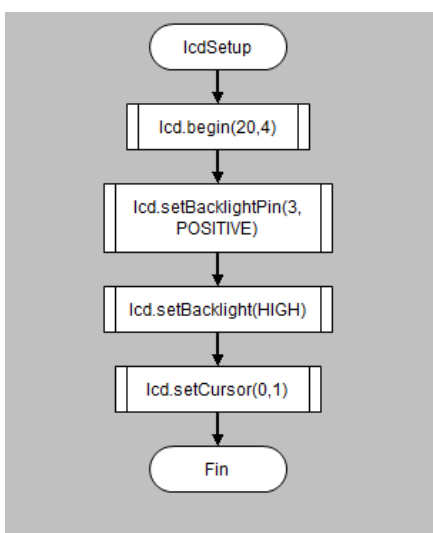 lcdSetup
lcd.begin(20,4)
lcd.setBacklightPin(3,
POSITIVE)
lcd.setBacklight(HIGH)
lcd.setCursor(0,1)
Fin